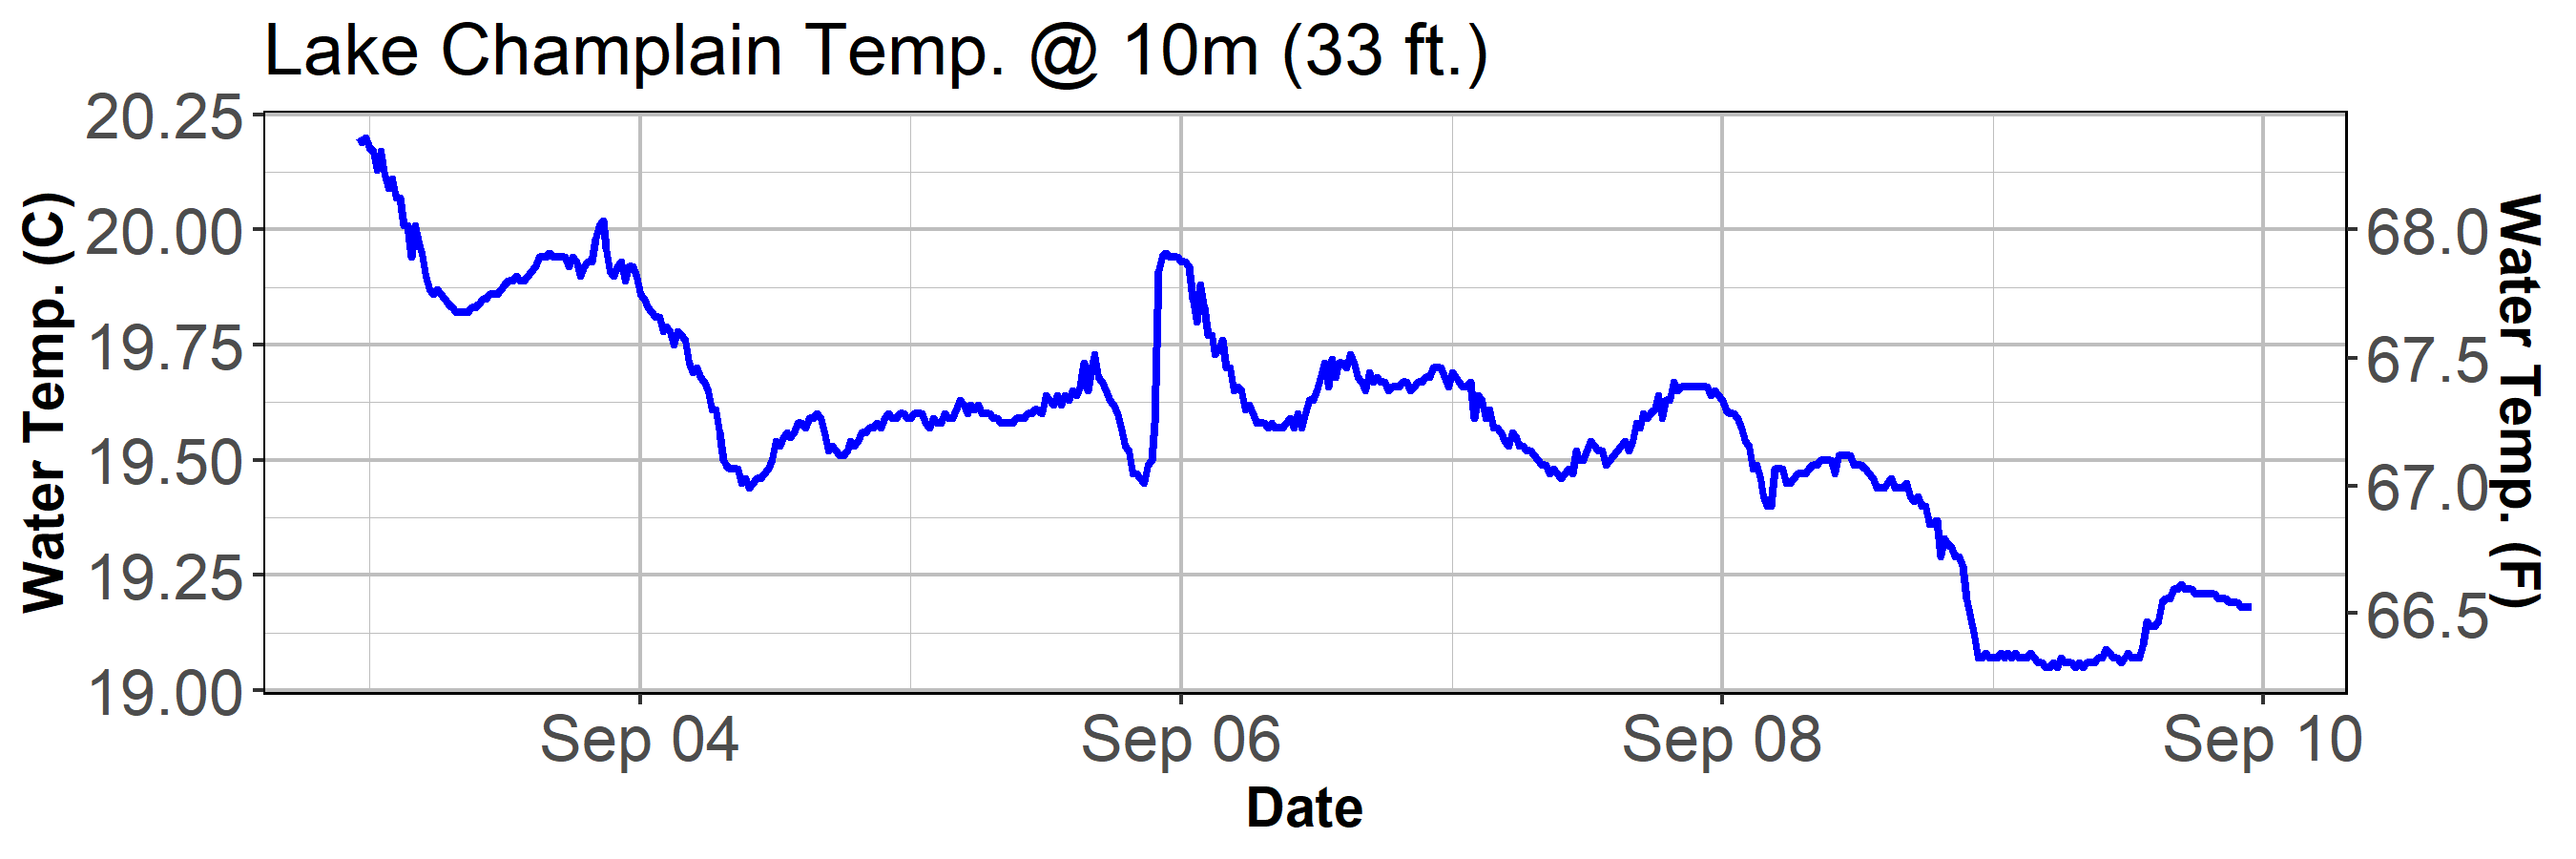 Lake Champlain Temp. @ 10m (33 ft.)
Water Temp. (C)
20.25
20.00
19.75
19.50
19.25
19.00
68.0
67.5
67.0
66.5
Water Temp. (F)
Sep 04
Sep 06
Sep 08
Sep 10
Date